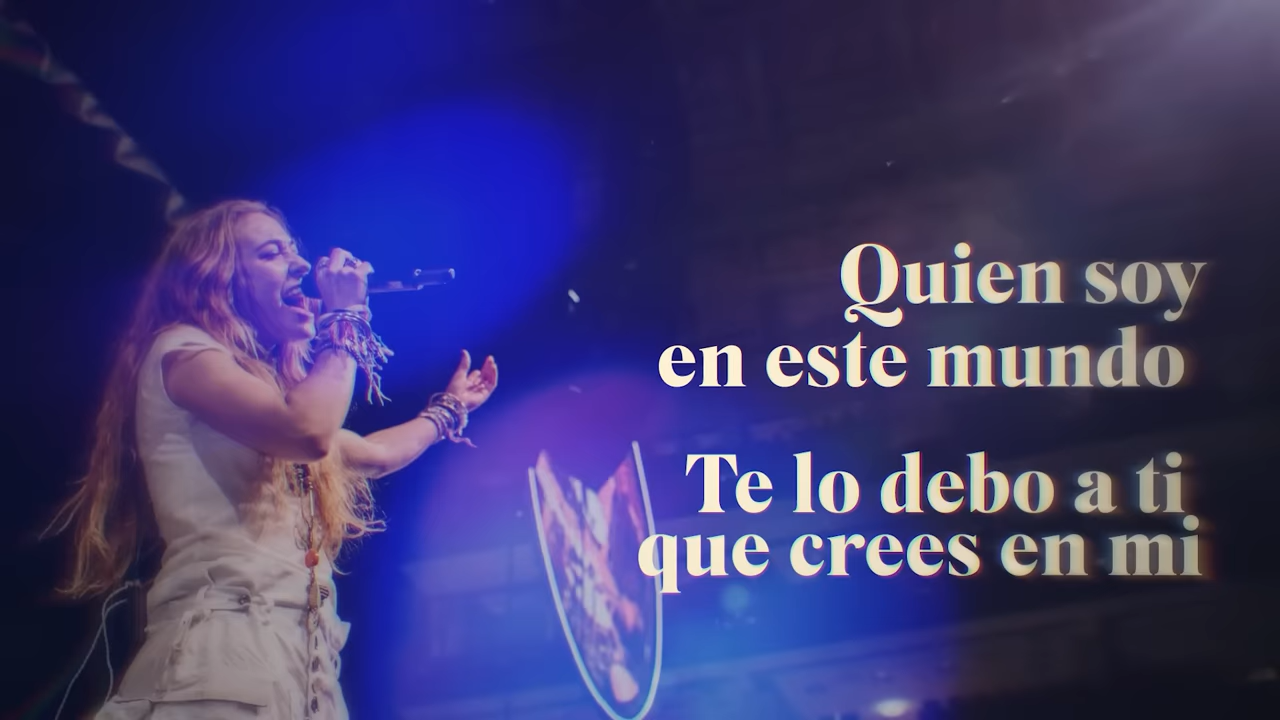 Quien soy
en este mundo
Te lo debo a ti
que crees en mi